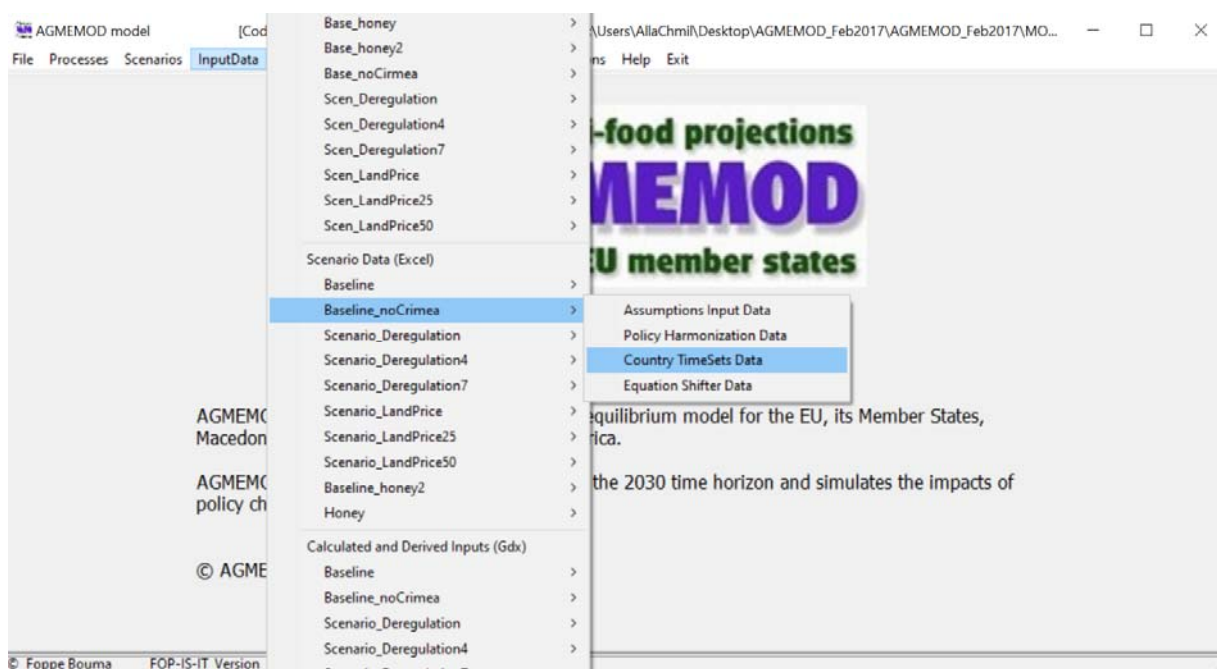 AGMEMOD model
[Cod
:\Users\AllaChmil\Desktop\AGMEMOD_Feb2017\AGMEMOD_Feb2017\MO...
File Processes Scenarios InputData
ns Help Exit
Base_honey
Base_honey2
Base_noCirmea
Scen_Deregulation
Scen_Deregulation4
Scen_Deregulation7
Scen_LandPrice
Scen_LandPrice25
Scen_LandPrice50
Scenario Data (Excel)
Baseline
Baseline_noCrimea
Scenario_Deregulation
Scenario_Deregulation4
Scenario_Deregulation7
Scenario_LandPrice
Scenario_LandPrice25
Scenario_LandPrice50
Baseline_honey2
Honey
Calculated and Derived Inputs (Gdx)
Baseline
Baseline_noCrimea
Scenario_Deregulation
Scenario_Deregulation4
Assumptions Input Data
Policy Harmonization Data
Country TimeSets Data
Equation Shifter Data
-food projections
MEMOD
EU member states
AGMEMO
equilibrium model for the EU, its Member States,
Macedon
rica.
AGMEMO
the 2030 time horizon and simulates the impacts of
policy ch
© AGME
© Foppe Bouma FOP-IS-IT Version